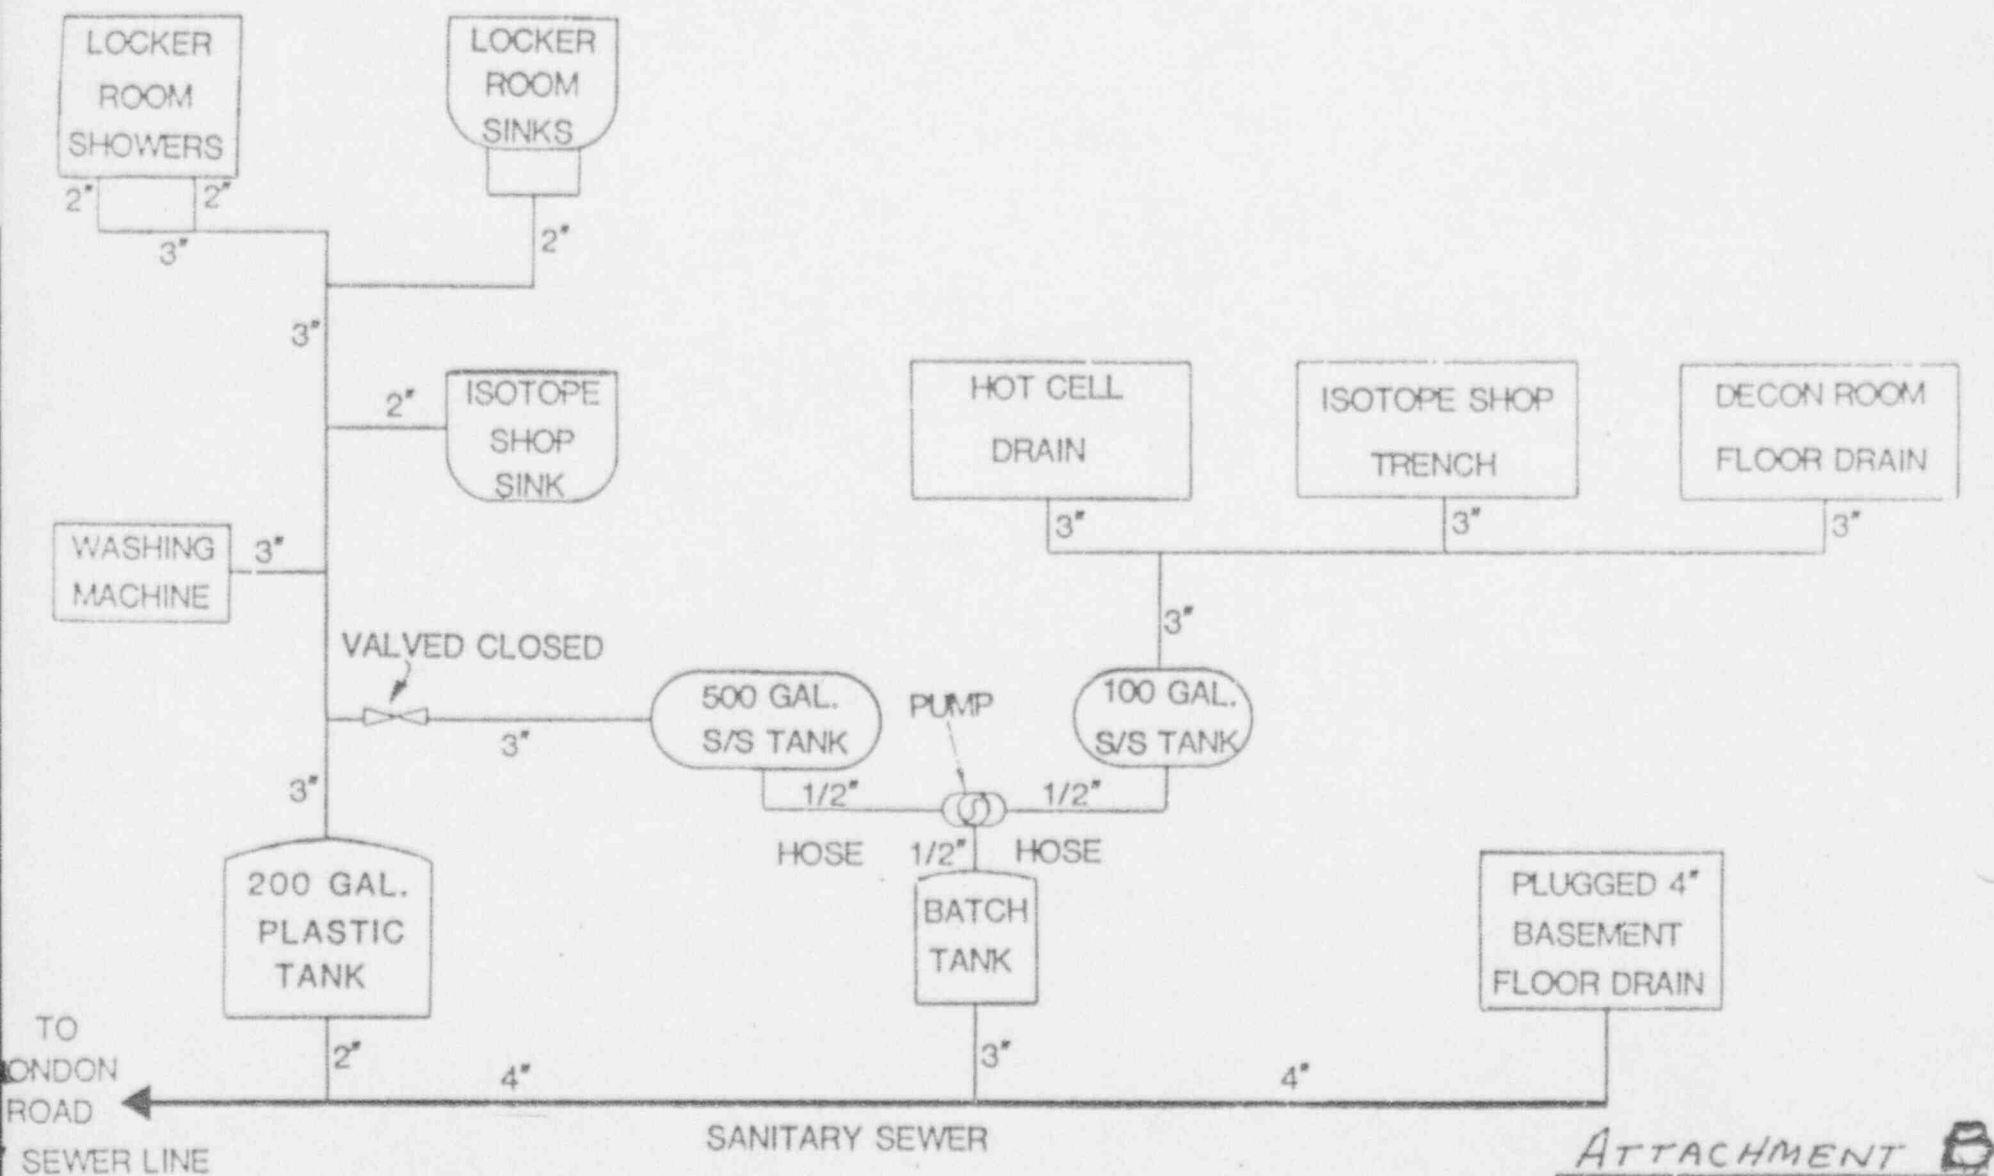 LOCKER
ROOM
SHOWERS
2"
2"
3"
LOCKER
ROOM
SINKS
2"
3"
2"
ISOTOPE
SHOP
SINK
WASHING
MACHINE
3"
HOT CELL
DRAIN
3"
ISOTOPE SHOP
TRENCH
3"
DECON ROOM
FLOOR DRAIN
3"
3"
VALVED CLOSED
3"
500 GAL.
S/S TANK
PUMP
100 GAL.
S/S TANK
3"
1/2"
1/2"
HOSE
1/2"
HOSE
200 GAL.
PLASTIC
TANK
BATCH
TANK
PLUGGED 4"
BASEMENT
FLOOR DRAIN
TO
ONDON
ROAD
SEWER LINE
2"
4"
3"
4"
SANITARY SEWER
ATTACHMENT